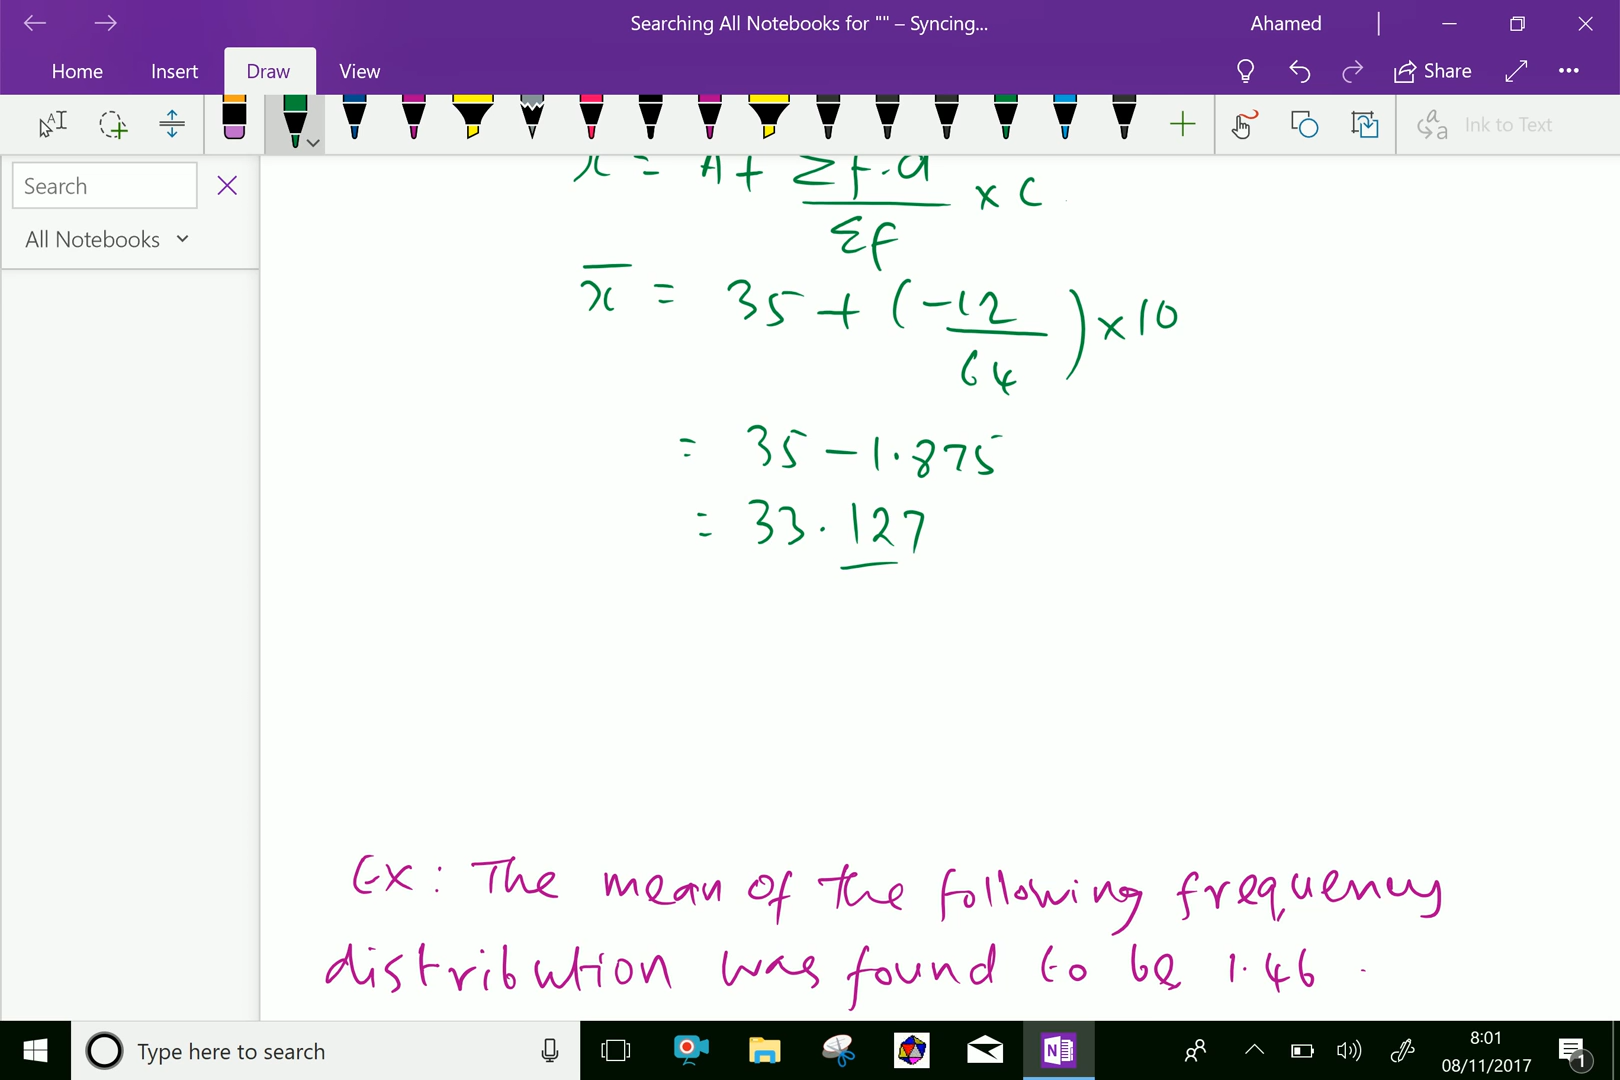 Searching All Notebooks for "" – Syncing...
Ahamed
Home Insert Draw View
Share
Ink to Text
Search
All Notebooks
x = A + Σf.d / Σf × C
x̄ = 35 + (-12 / 64) × 10
= 35 – 1.875
= 33.127
Ex: The mean of the following frequency
distribution was found to be 1.46 .
Type here to search
N
8:01
08/11/2017
1